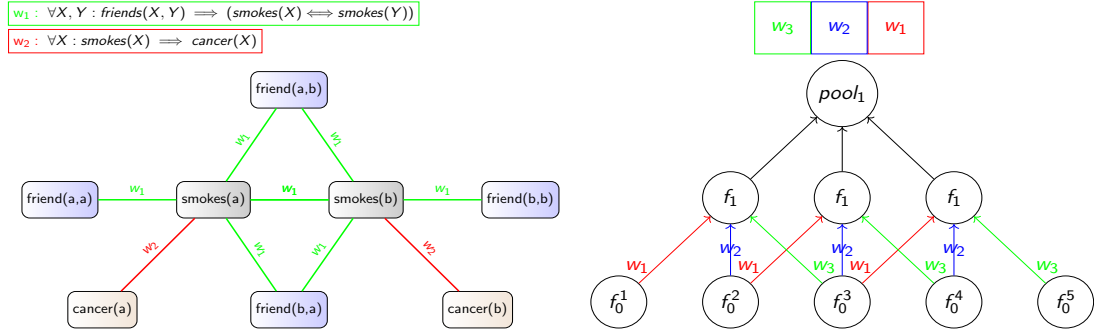 w₁ : ∀X, Y : friends(X, Y) ⟹ (smokes(X) ⟺ smokes(Y))
w₂ : ∀X : smokes(X) ⟹ cancer(X)
friend(a,b)
w₁ w₁
friend(a,a) w₁ smokes(a) w₁ smokes(b) w₁ friend(b,b)
w₂ w₁ w₁ w₂
cancer(a) friend(b,a) cancer(b)
w₃ w₂ w₁
pool₁
f₁ f₁ f₁
w₂ w₂ w₂
w₁ w₁ w₃ w₁ w₃ w₃
f₀¹ f₀² f₀³ f₀⁴ f₀⁵